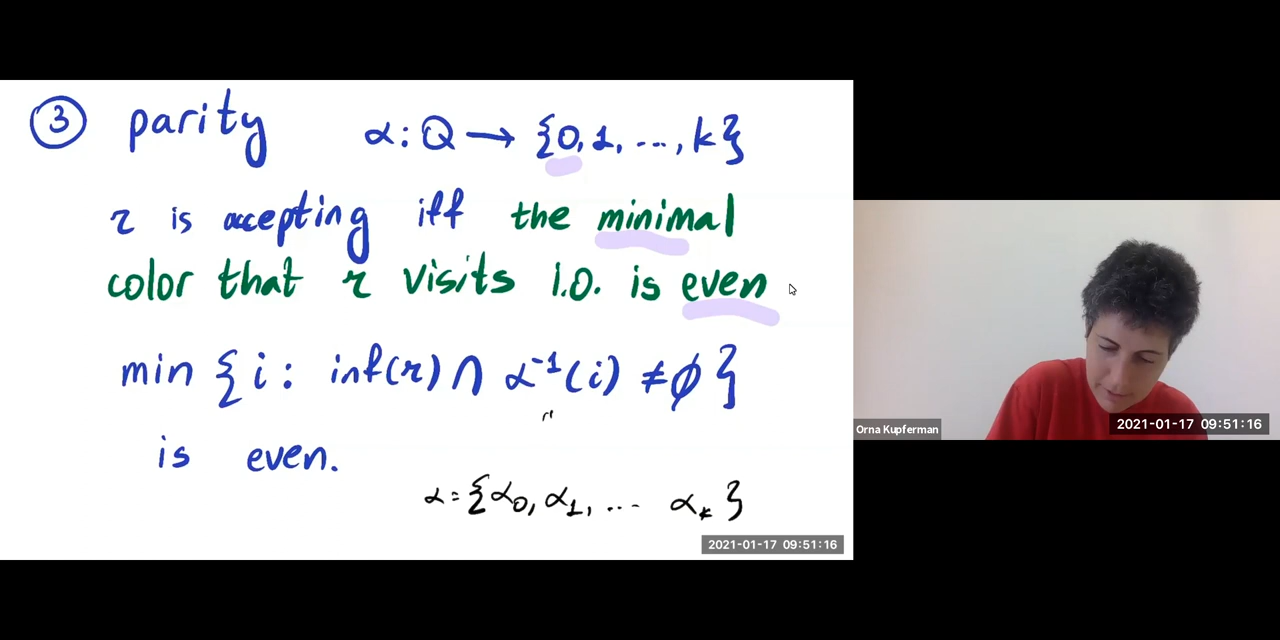 ③ parity α: Q → {0, 1, ..., k}
r is accepting iff the minimal
color that r visits i.o. is even
min {i: inf(r) ∩ α⁻¹(i) ≠ ϕ}
is even.
α = {α₀, α₁, ... αₖ}
2021-01-17 09:51:16
Orna Kupferman
2021-01-17 09:51:16